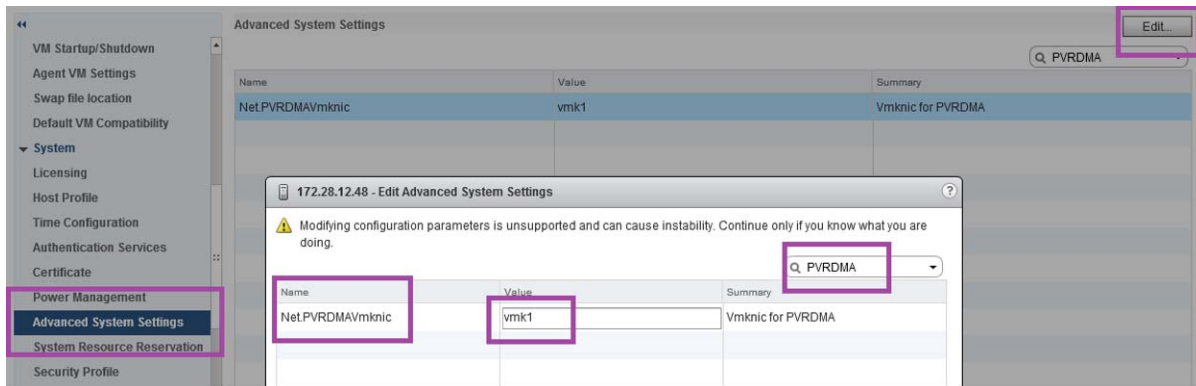 Advanced System Settings
Edit...
PVRDMA
VM Startup/Shutdown
Agent VM Settings
Swap file location
Default VM Compatibility
System
Licensing
Host Profile
Time Configuration
Authentication Services
Certificate
Power Management
Advanced System Settings
System Resource Reservation
Security Profile
Name Value Summary
Net.PVRDMAVmknic vmk1 Vmknic for PVRDMA
172.28.12.48 - Edit Advanced System Settings
?
Modifying configuration parameters is unsupported and can cause instability. Continue only if you know what you are
doing.
PVRDMA
Name Value Summary
Net.PVRDMAVmknic vmk1 Vmknic for PVRDMA